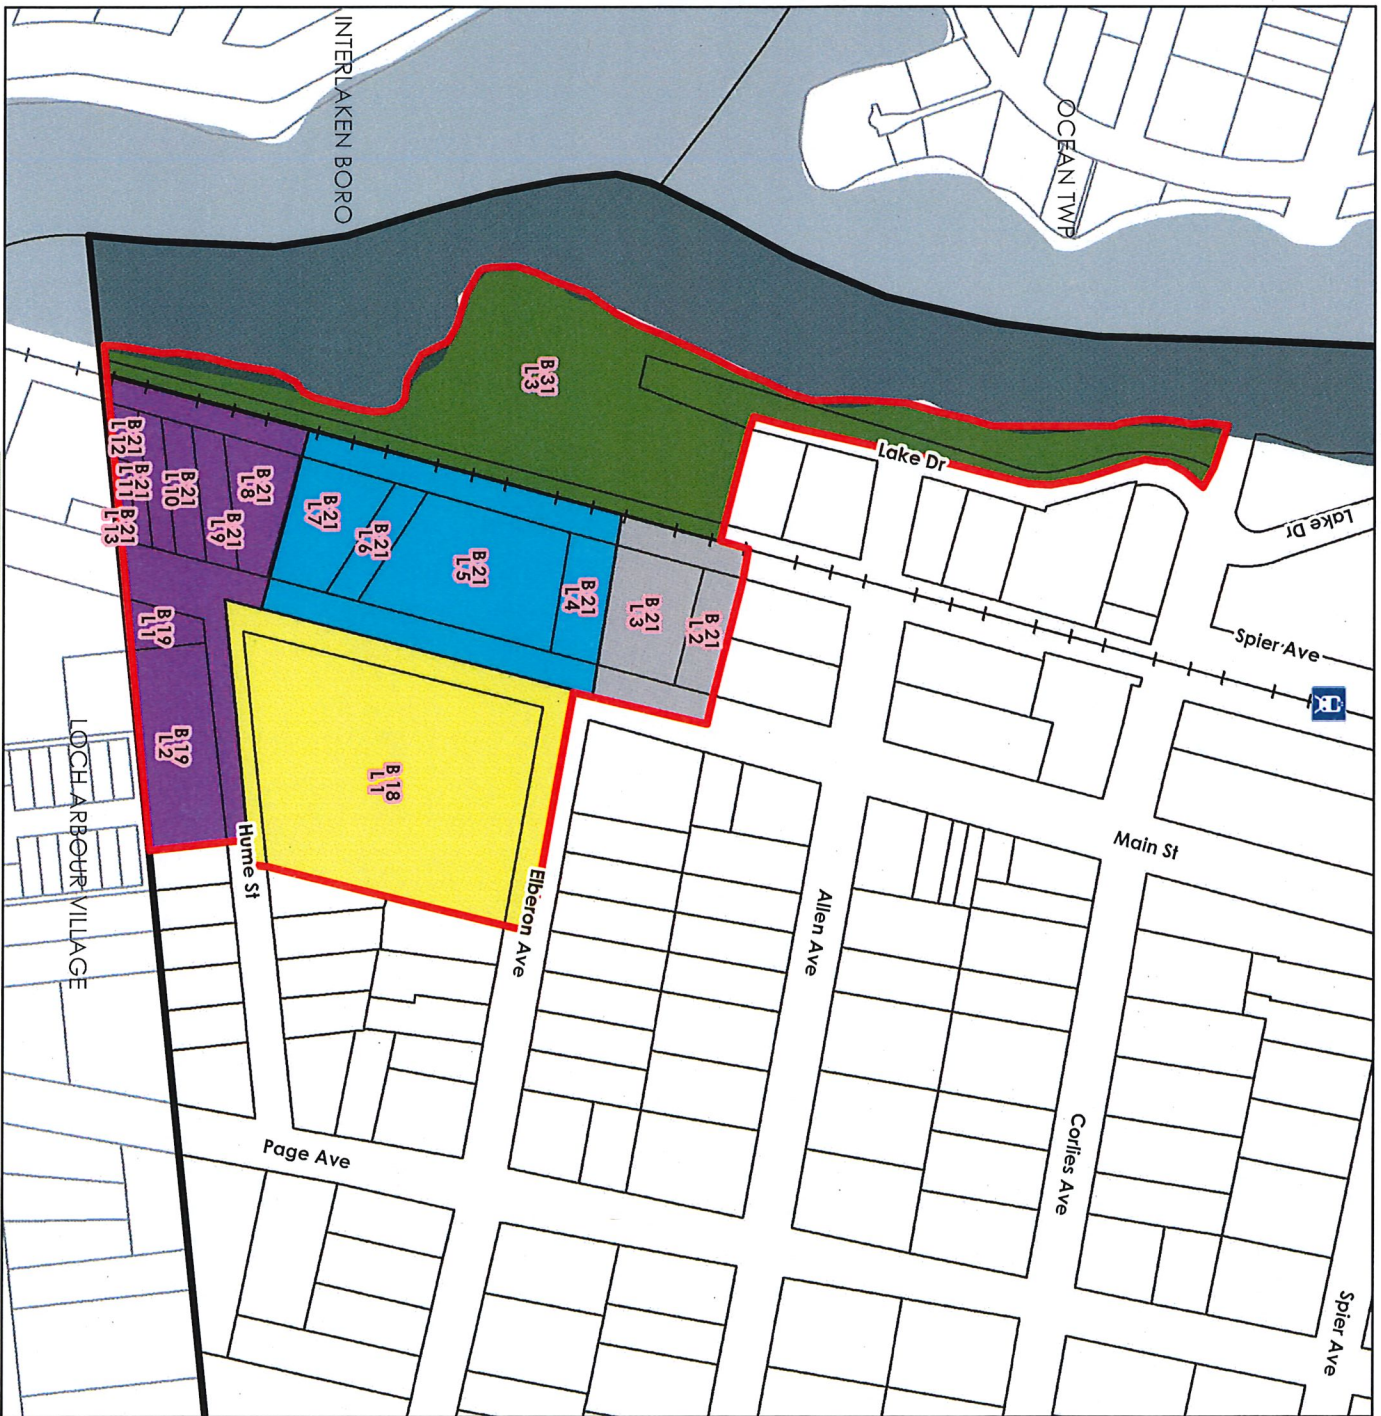 INTERLAKEN BORO
OCEAN TWP
B 31
L 3
Lake Dr
Lake Dr
Spier Ave
B 21
L 12
B 21
L 11
B 21
L 10
B 21
L 8
B 21
L 9
B 21
L 13
B 21
L 7
B 21
L 6
B 21
L 5
B 21
L 4
B 21
L 3
B 21
L 2
B 19
L 1
B 19
L 2
B 18
L 1
LOCH ARBOUR VILLAGE
Hume St
Elberon Ave
Allen Ave
Main St
Page Ave
Corlies Ave
Spier Ave